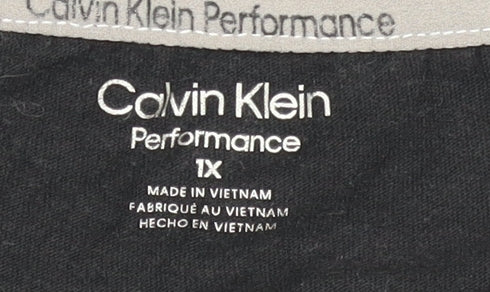 Calvin Klein Performance
Calvin Klein
Performance
1X
MADE IN VIETNAM
FABRIQUÉ AU VIETNAM
HECHO EN VIETNAM